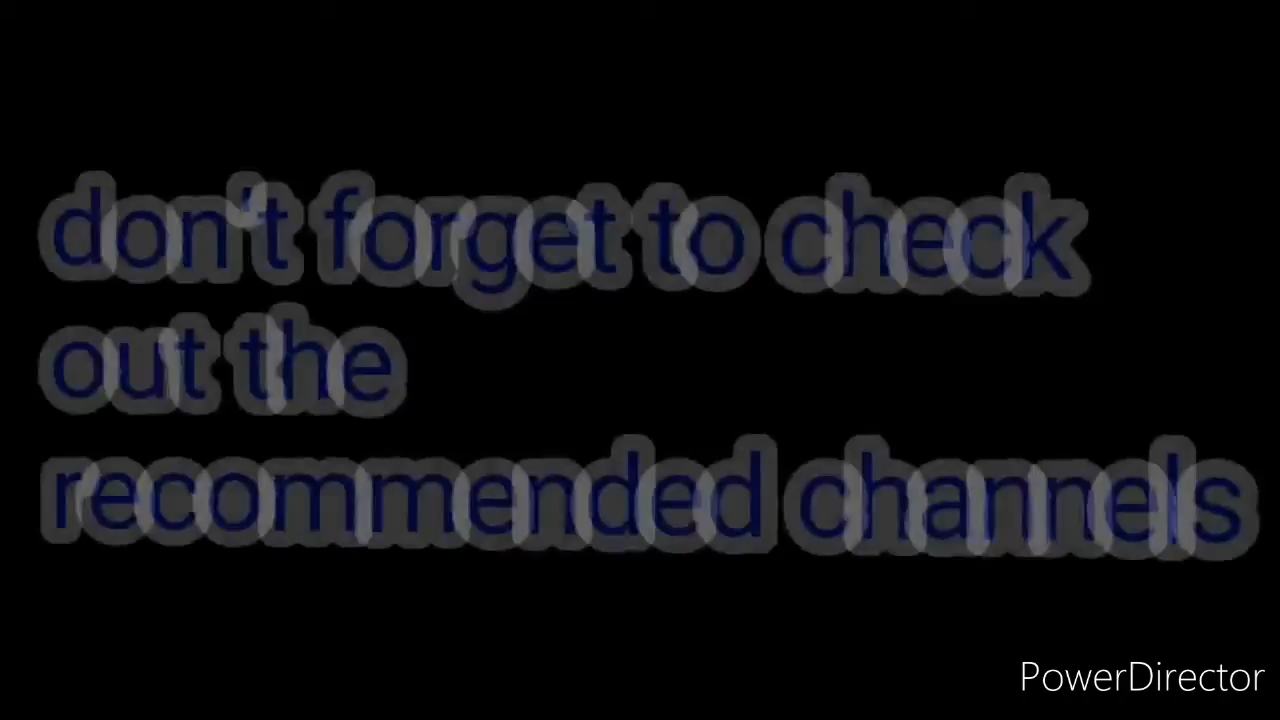 don't forget to check
out the
recommended channels
PowerDirector